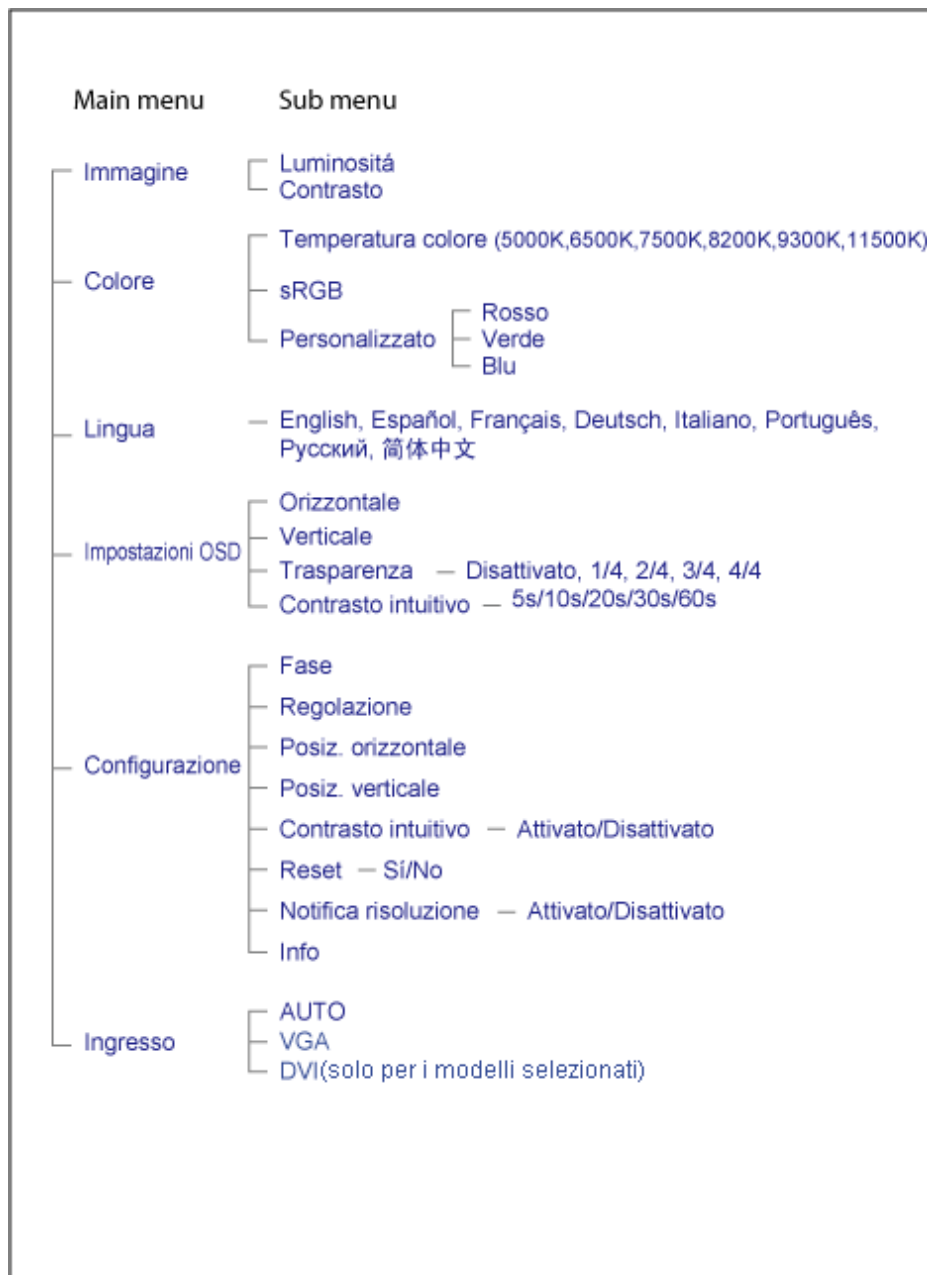 Main menu Sub menu
Immagine
Luminositá
Contrasto
Colore
Temperatura colore (5000K,6500K,7500K,8200K,9300K,11500K)
sRGB
Personalizzato
Rosso
Verde
Blu
Lingua
English, Español, Français, Deutsch, Italiano, Português,
Русский, 简体中文
Impostazioni OSD
Orizzontale
Verticale
Trasparenza Disattivato, 1/4, 2/4, 3/4, 4/4
Contrasto intuitivo 5s/10s/20s/30s/60s
Configurazione
Fase
Regolazione
Posiz. orizzontale
Posiz. verticale
Contrasto intuitivo Attivato/Disattivato
Reset Sí/No
Notifica risoluzione Attivato/Disattivato
Info
Ingresso
AUTO
VGA
DVI(solo per i modelli selezionati)